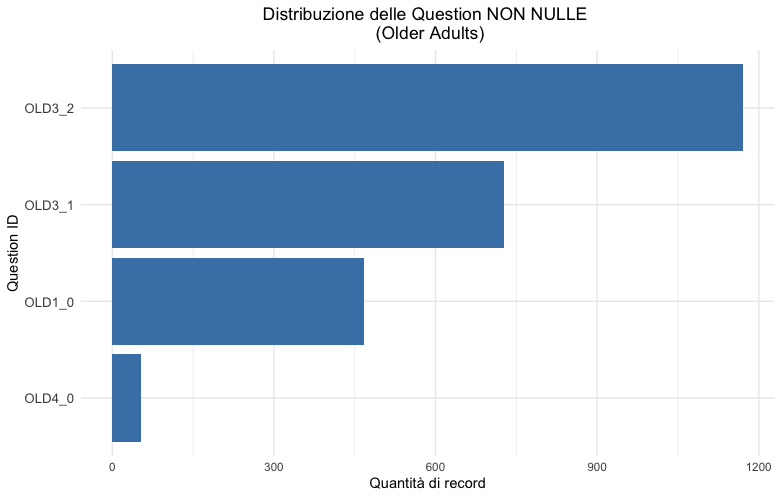 Distribuzione delle Question NON NULLE
(Older Adults)
Question ID
OLD3_2
OLD3_1
OLD1_0
OLD4_0
0 300 600 900 1200
Quantità di record